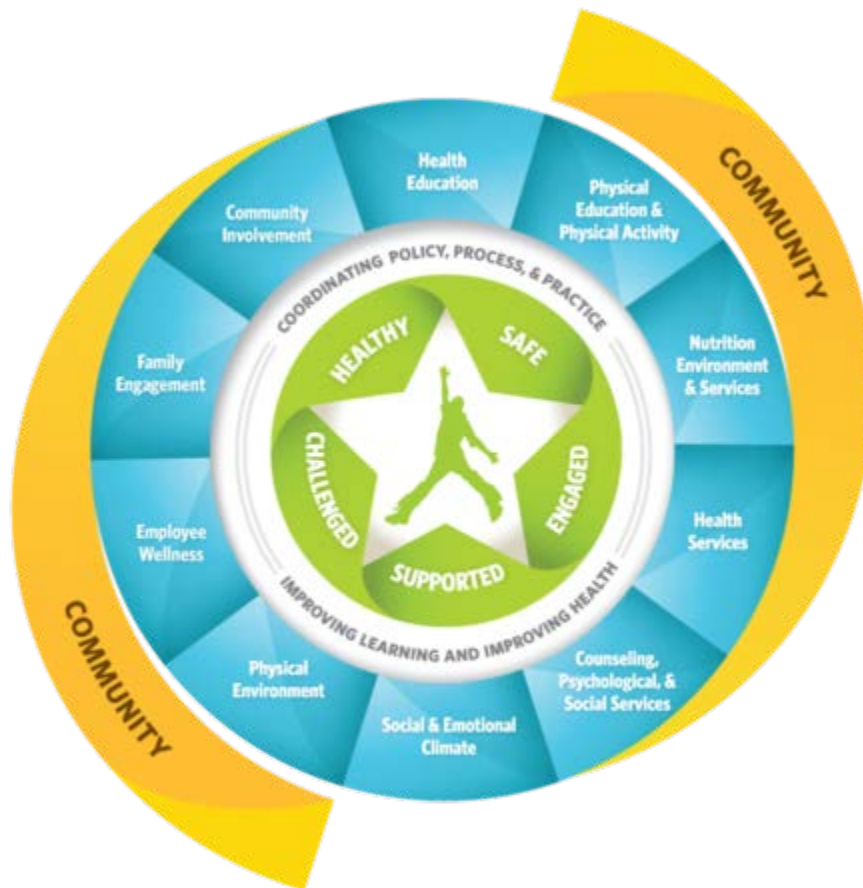 COMMUNITY
Health
Education
Physical
Education &
Physical Activity
Nutrition
Environment
& Services
Health
Services
Counseling,
Psychological, &
Social Services
Social & Emotional
Climate
Physical
Environment
Employee
Wellness
Family
Engagement
Community
Involvement
COORDINATING POLICY, PROCESS, & PRACTICE
IMPROVING LEARNING AND IMPROVING HEALTH
HEALTHY
SAFE
ENGAGED
SUPPORTED
CHALLENGED
COMMUNITY